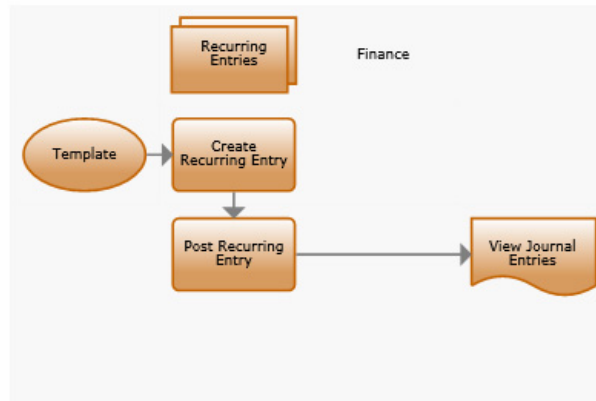 Recurring
Entries
Finance
Template
Create
Recurring Entry
Post Recurring
Entry
View Journal
Entries